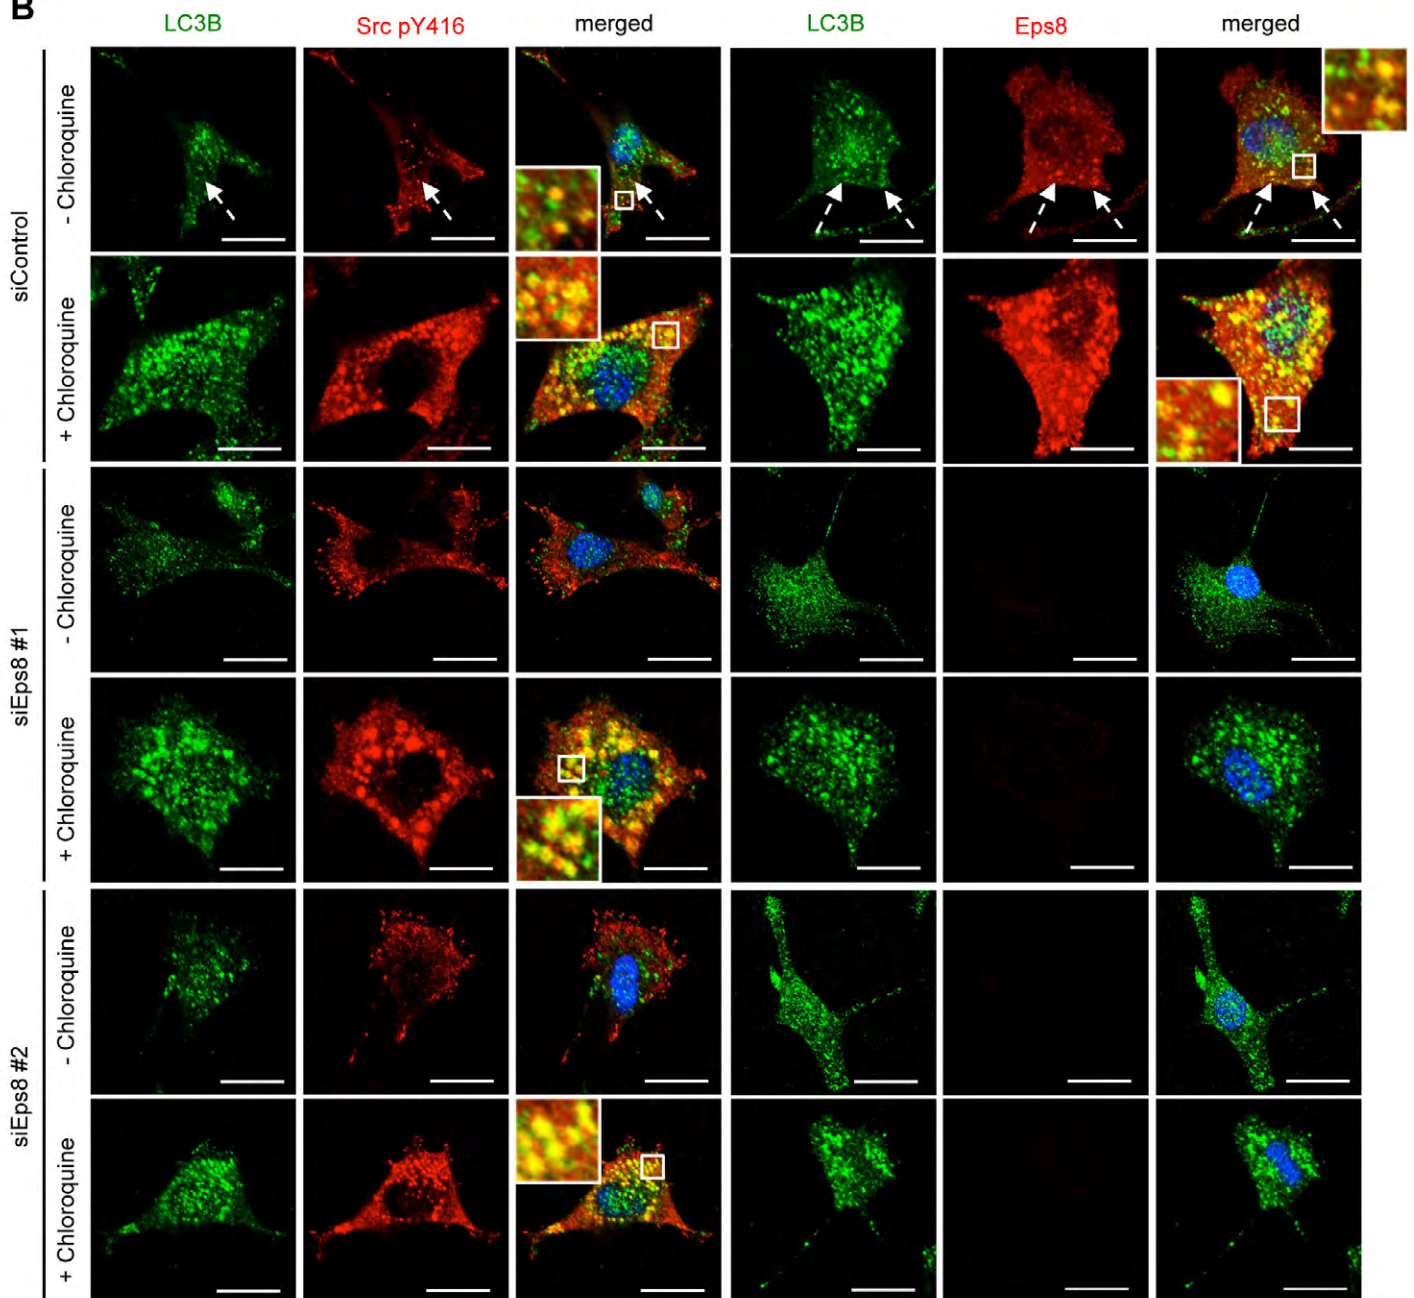 B
LC3B Src pY416 merged LC3B Eps8 merged
siControl
- Chloroquine
+ Chloroquine
siEps8 #1
- Chloroquine
+ Chloroquine
siEps8 #2
- Chloroquine
+ Chloroquine